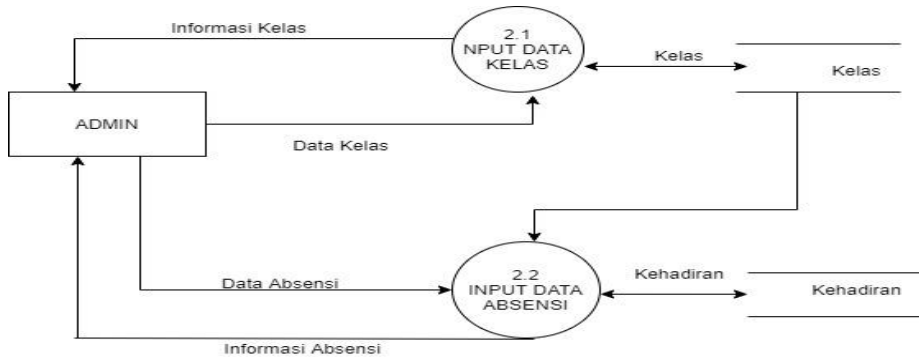 Informasi Kelas
2.1
NPUT DATA
KELAS
Kelas
Kelas
ADMIN
Data Kelas
2.2
INPUT DATA
ABSENSI
Data Absensi
Kehadiran
Kehadiran
Informasi Absensi